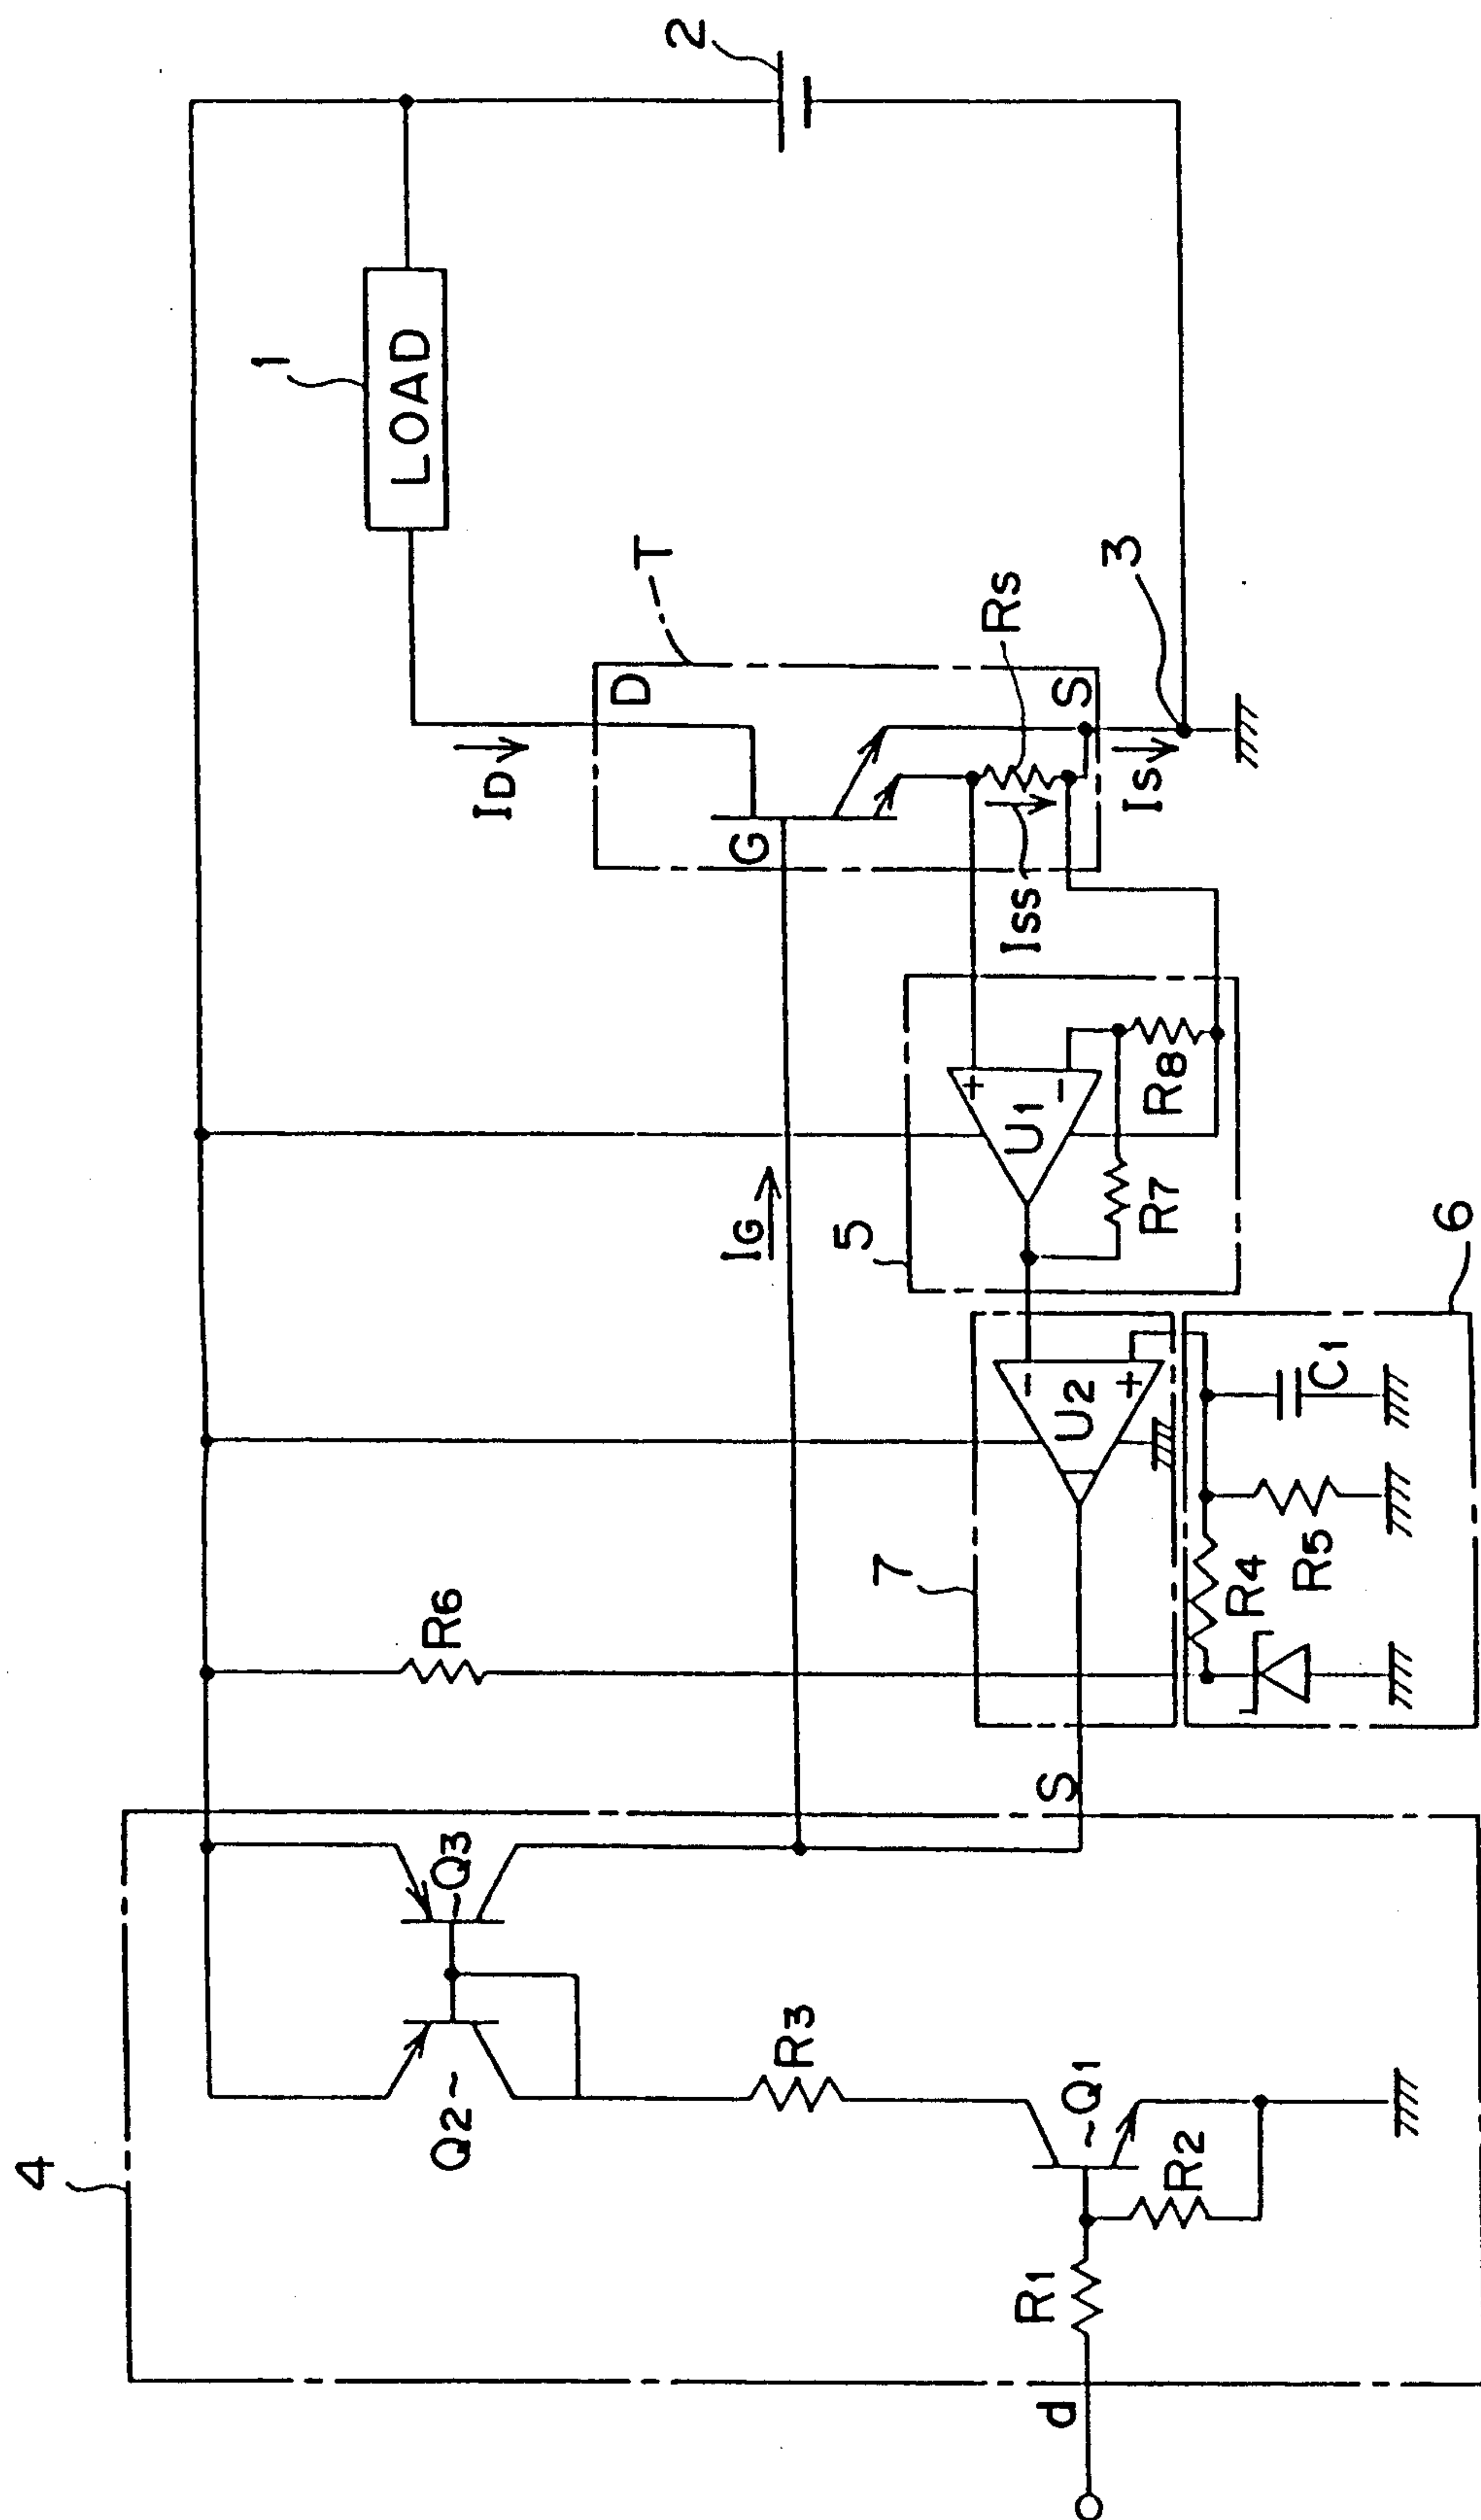 4
Q2~
~Q3
R3
~Q1
R2
R1
d
R6
S
7
U2
-
+
6
C1
R5
R4
5
U1
+
-
R7
R8
IG
ID
T
D
G
S
Rs
Iss
Is
3
1
LOAD
2